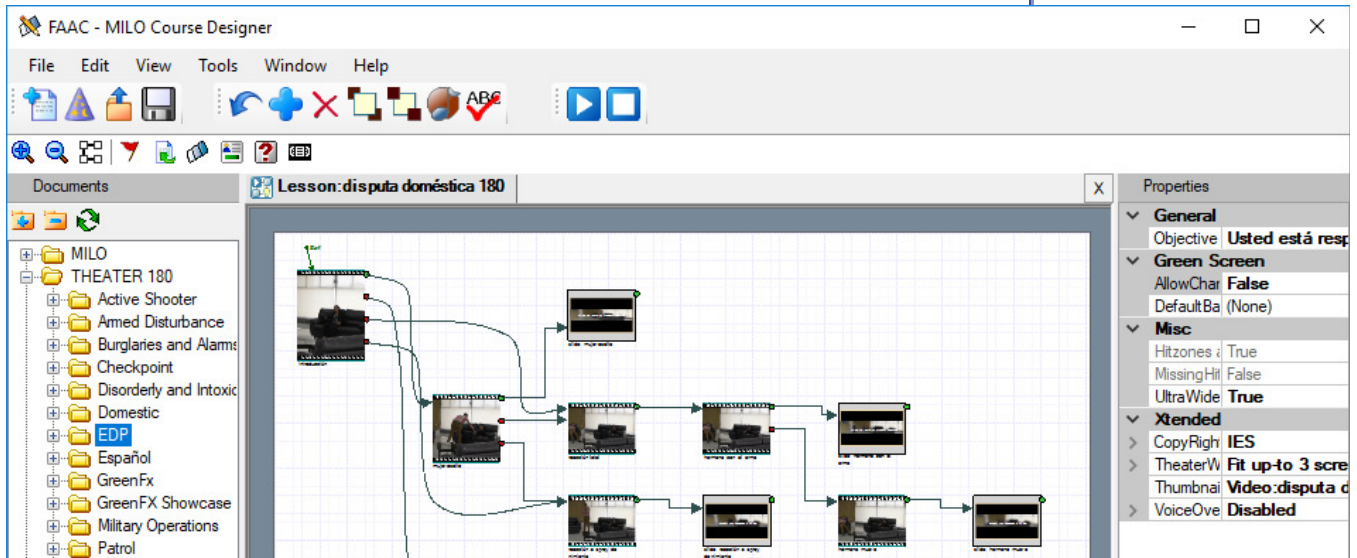 FAAC - MILO Course Designer
File Edit View Tools Window Help
ABC
Documents
Lesson:disputa doméstica 180
X
Properties
MILO
THEATER 180
Active Shooter
Armed Disturbance
Burglaries and Alarms
Checkpoint
Disorderly and Intoxic
Domestic
EDP
Español
GreenFx
GreenFX Showcase
Military Operations
Patrol
Start
introduccion
General
Objective Usted está resp
Green Screen
AllowChar False
DefaultBa (None)
Misc
Hitzones a True
MissingHit False
UltraWide True
Xtended
CopyRigh IES
TheaterW Fit up-to 3 scre
Thumbnai Video:disputa d
VoiceOve Disabled